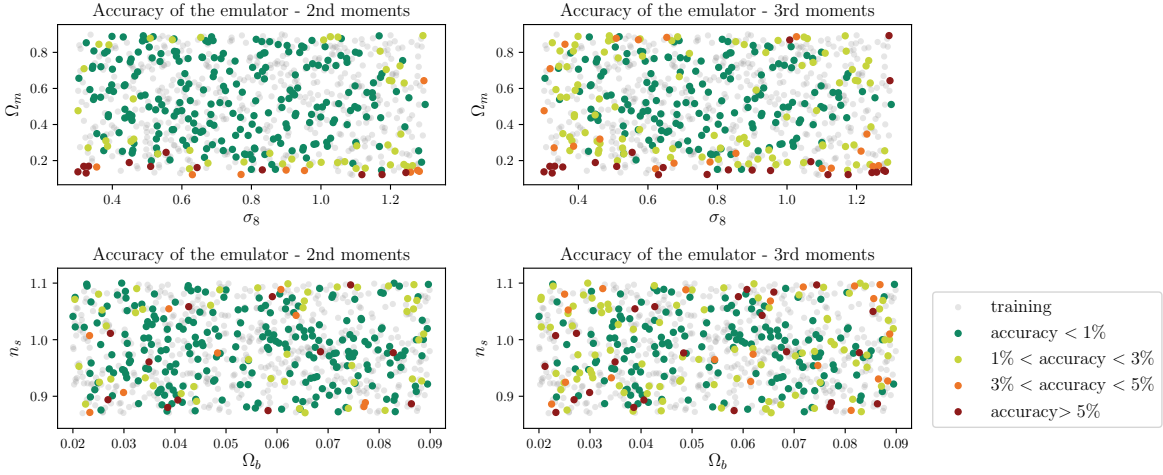 Accuracy of the emulator - 2nd moments
Accuracy of the emulator - 3rd moments
0.8
0.6
0.4
0.2
Ωₘ
0.4
0.6
0.8
1.0
1.2
σ₈
0.8
0.6
0.4
0.2
Ωₘ
0.4
0.6
0.8
1.0
1.2
σ₈
Accuracy of the emulator - 2nd moments
Accuracy of the emulator - 3rd moments
1.1
1.0
0.9
nₛ
0.02
0.03
0.04
0.05
0.06
0.07
0.08
0.09
Ω_b
1.1
1.0
0.9
nₛ
0.02
0.03
0.04
0.05
0.06
0.07
0.08
0.09
Ω_b
training
accuracy < 1%
1% < accuracy < 3%
3% < accuracy < 5%
accuracy> 5%